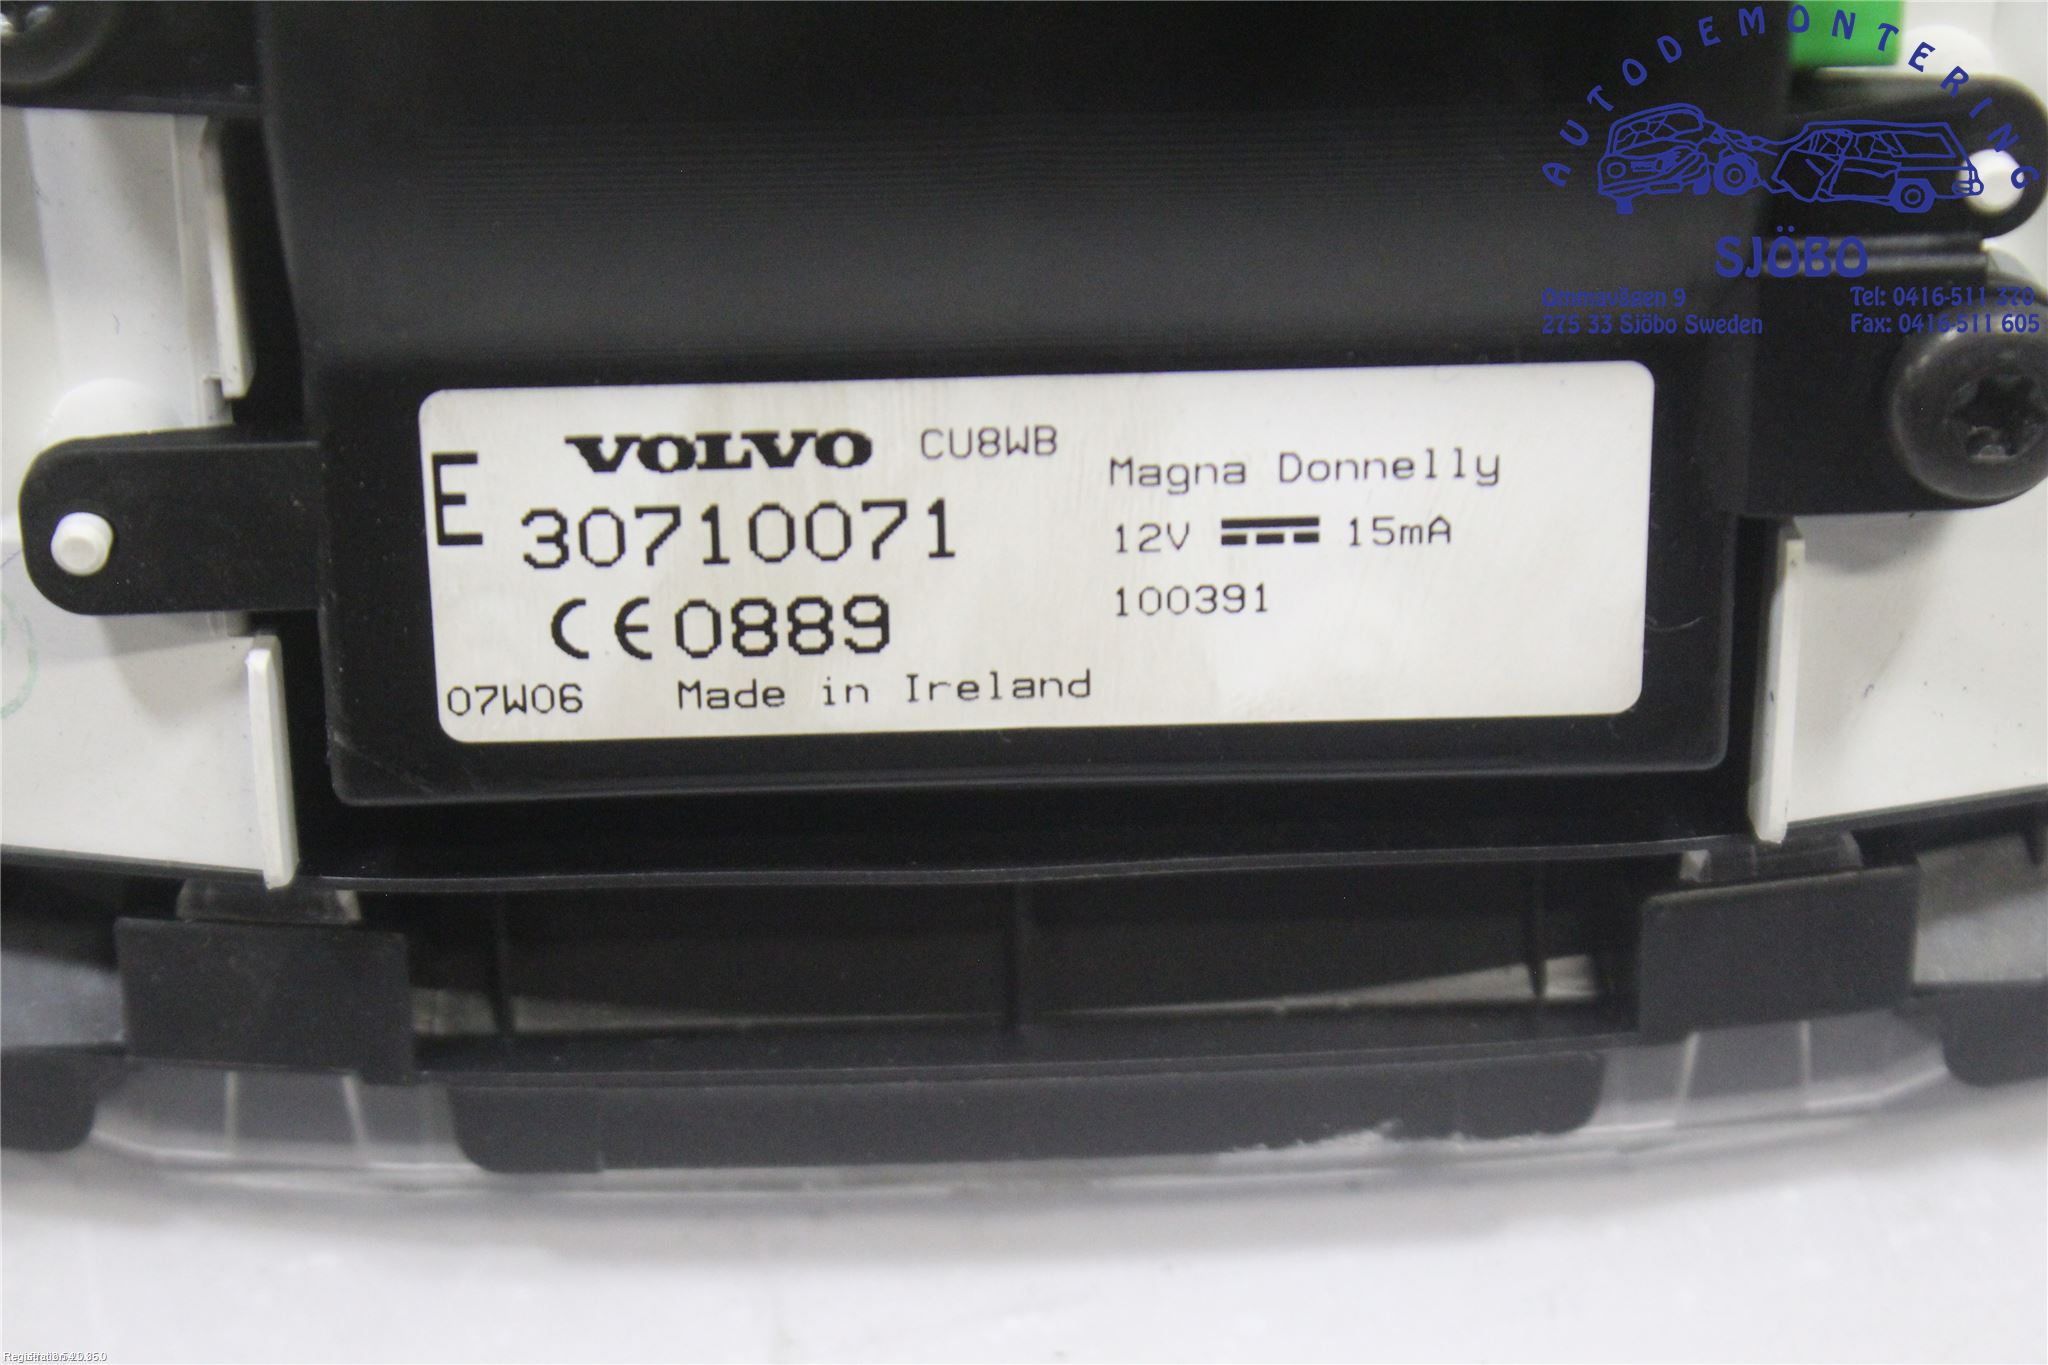 AUTODEMONTERING
SJÖBO
Ommavägen 9
275 33 Sjöbo Sweden
Tel: 0416-511 370
Fax: 0416-511 605
E
VOLVO CU8WB
30710071
CE0889
07W06 Made in Ireland
Magna Donnelly
12V 15mA
100391